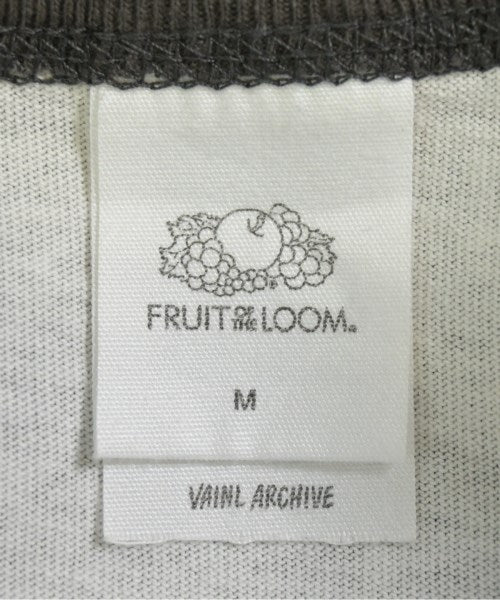 FRUIT OF THE LOOM®
M
VAINL ARCHIVE